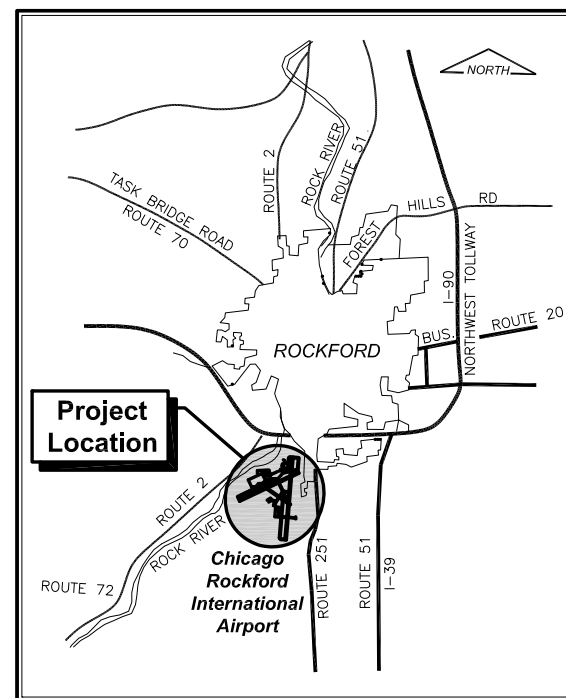 NORTH
ROUTE 2
ROCK RIVER
ROUTE 51.
TASK BRIDGE ROAD
ROUTE 70
FOREST
HILLS
RD
I-90
NORTHWEST TOLLWAY
BUS.
ROUTE 20
ROCKFORD
Project
Location
ROUTE 2
ROCK RIVER
ROUTE 72
Chicago
Rockford
International
Airport
ROUTE 251
ROUTE 51
I-39